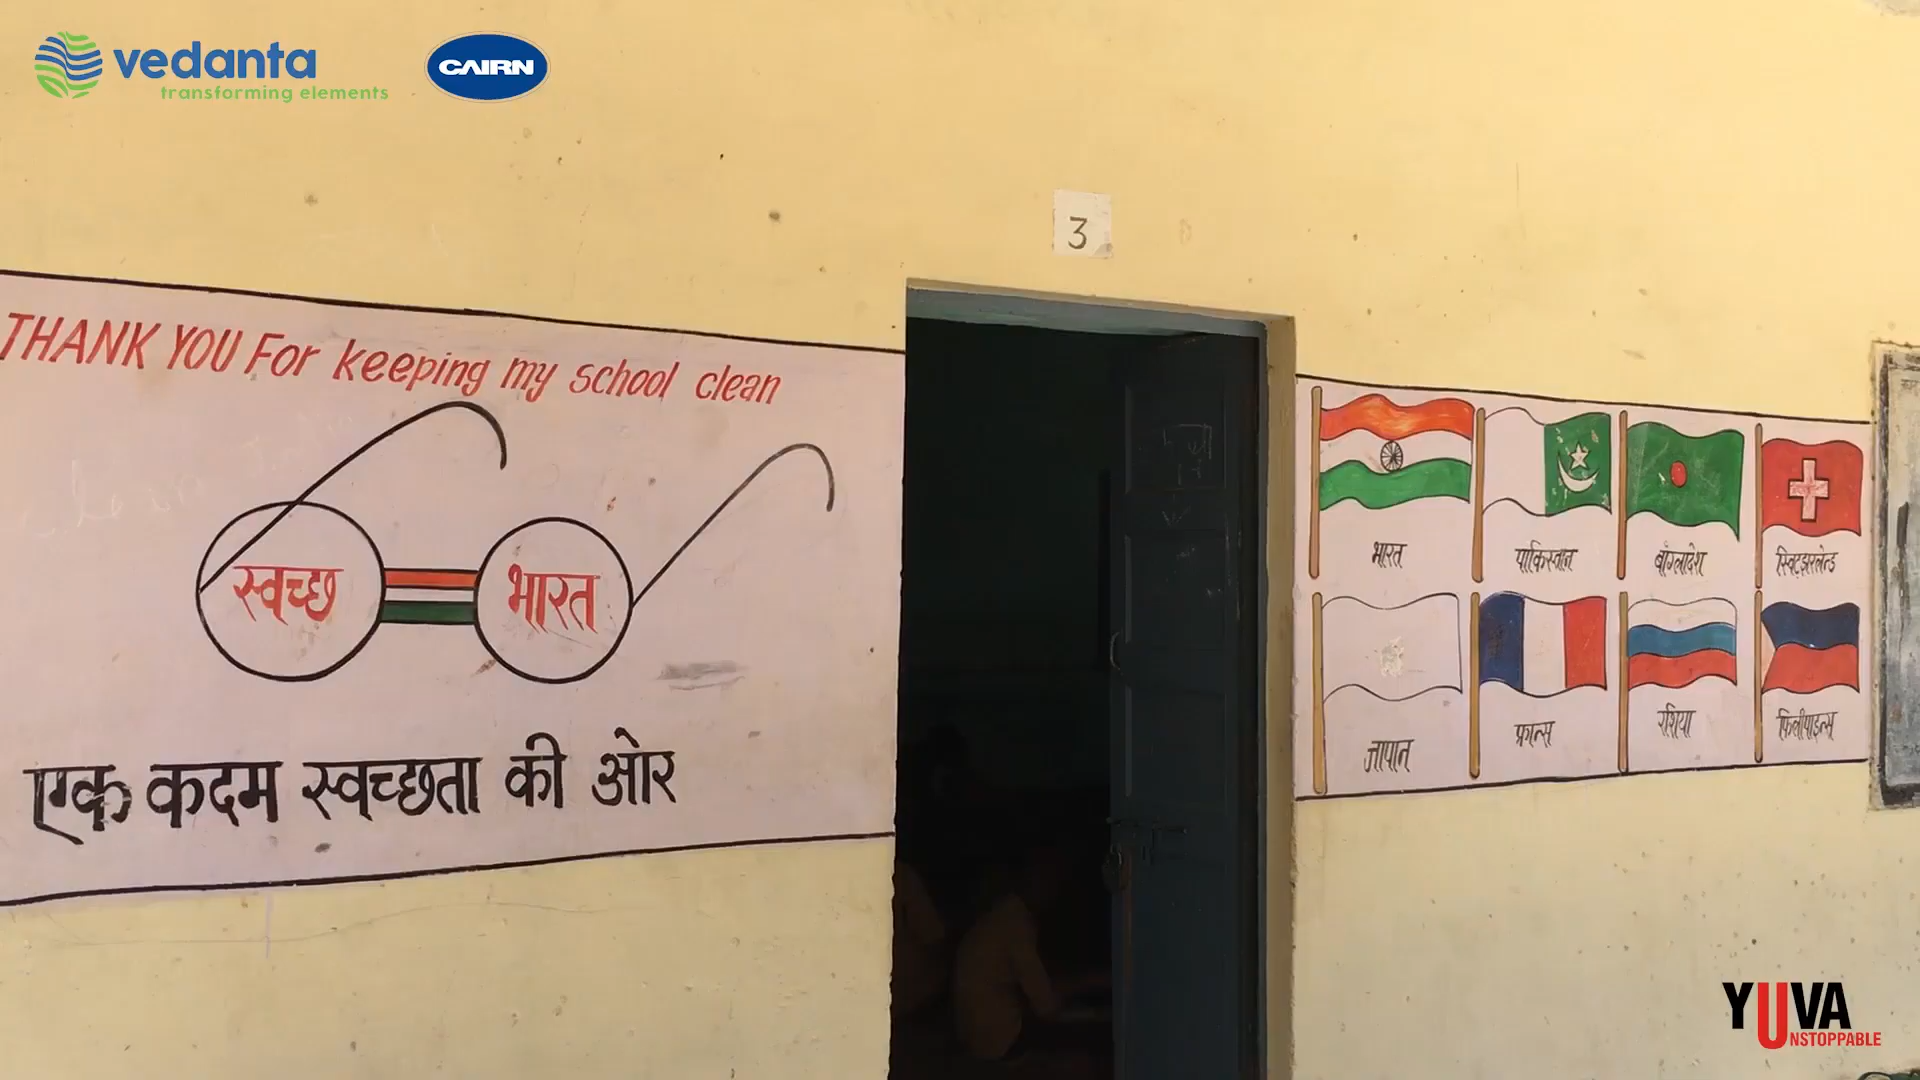 vedanta
transforming elements
CAIRN
3
THANK YOU For keeping my school clean
स्वच्छ भारत
एक कदम स्वच्छता की ओर
भारत पाकिस्तान बाँग्लादेश स्विट्झरलेन्ड
जापान फ्रान्स रशिया फिलीपाइन्स
YUVA
UNSTOPPABLE